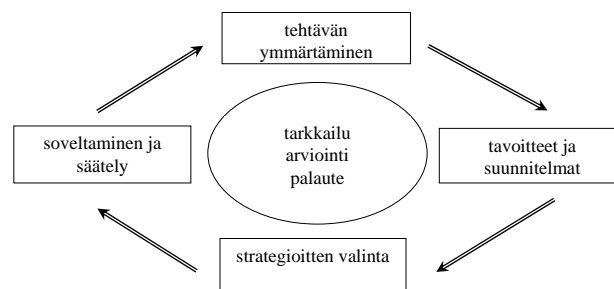 tehtävän
ymmärtäminen
soveltaminen ja
säätely
tarkkailu
arviointi
palaute
tavoitteet ja
suunnitelmat
strategioitten valinta